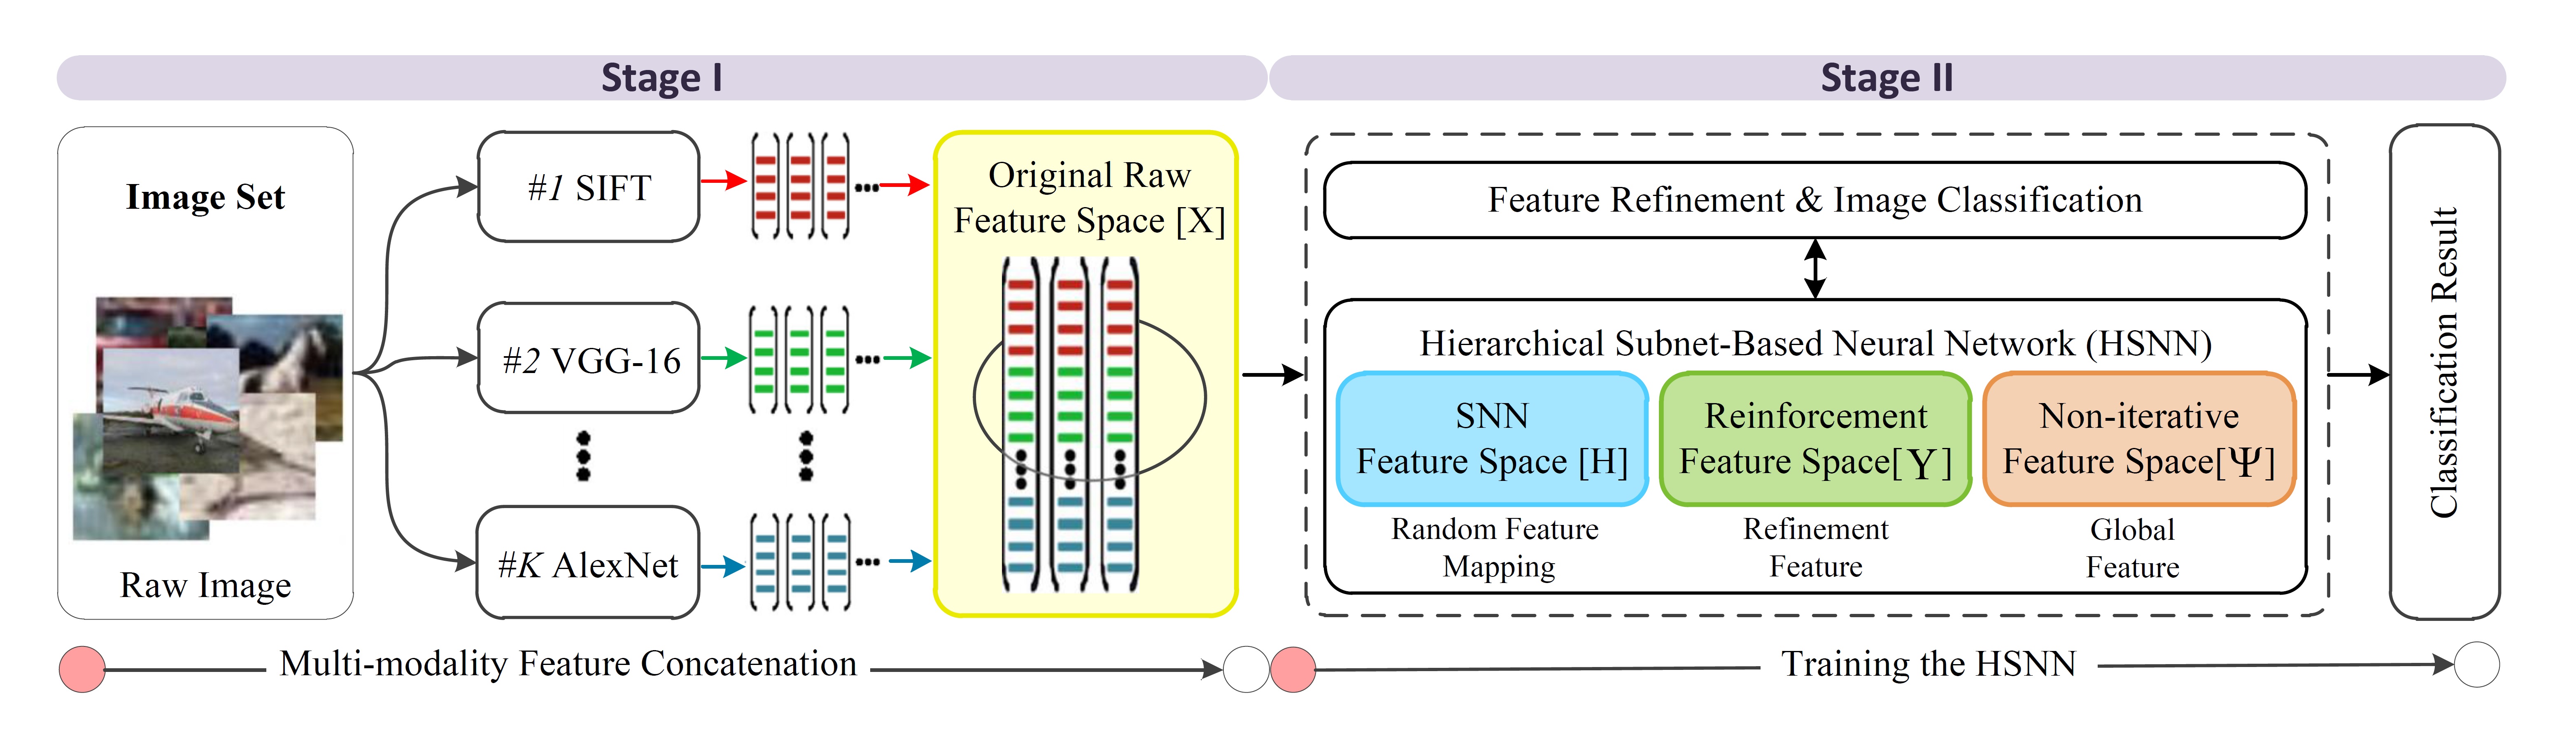 Stage I
Stage II
Image Set
Raw Image
#1 SIFT
#2 VGG-16
#K AlexNet
Original Raw
Feature Space [X]
Feature Refinement & Image Classification
Hierarchical Subnet-Based Neural Network (HSNN)
SNN
Feature Space [H]
Random Feature
Mapping
Reinforcement
Feature Space[Υ]
Refinement
Feature
Non-iterative
Feature Space[Ψ]
Global
Feature
Classification Result
Multi-modality Feature Concatenation
Training the HSNN